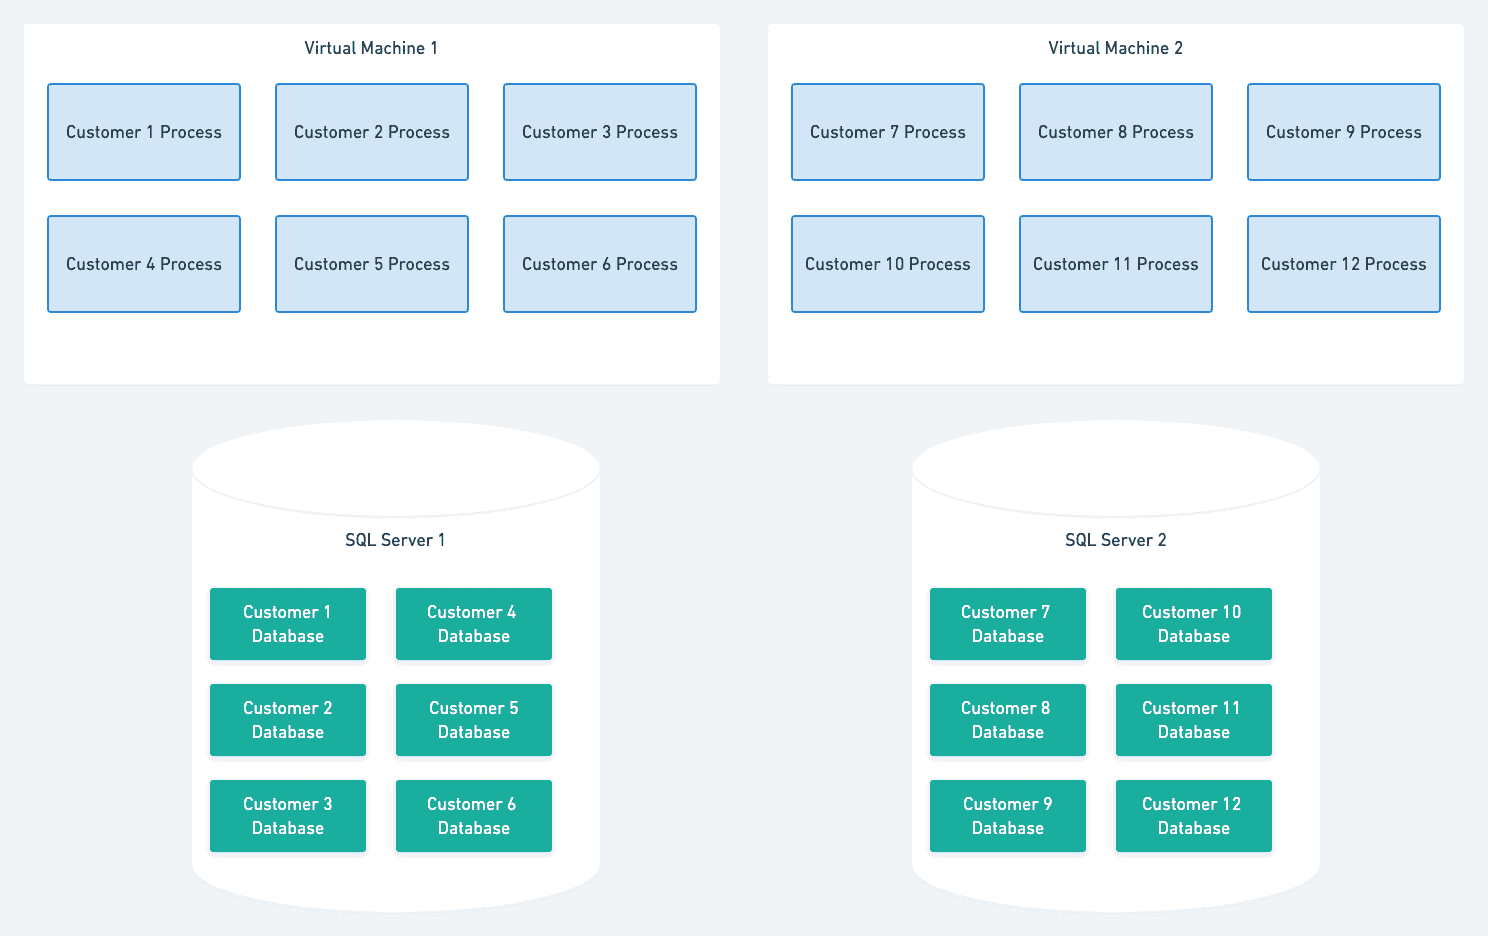 Virtual Machine 1
Customer 1 Process
Customer 2 Process
Customer 3 Process
Customer 4 Process
Customer 5 Process
Customer 6 Process
Virtual Machine 2
Customer 7 Process
Customer 8 Process
Customer 9 Process
Customer 10 Process
Customer 11 Process
Customer 12 Process
SQL Server 1
Customer 1
Database
Customer 4
Database
Customer 2
Database
Customer 5
Database
Customer 3
Database
Customer 6
Database
SQL Server 2
Customer 7
Database
Customer 10
Database
Customer 8
Database
Customer 11
Database
Customer 9
Database
Customer 12
Database